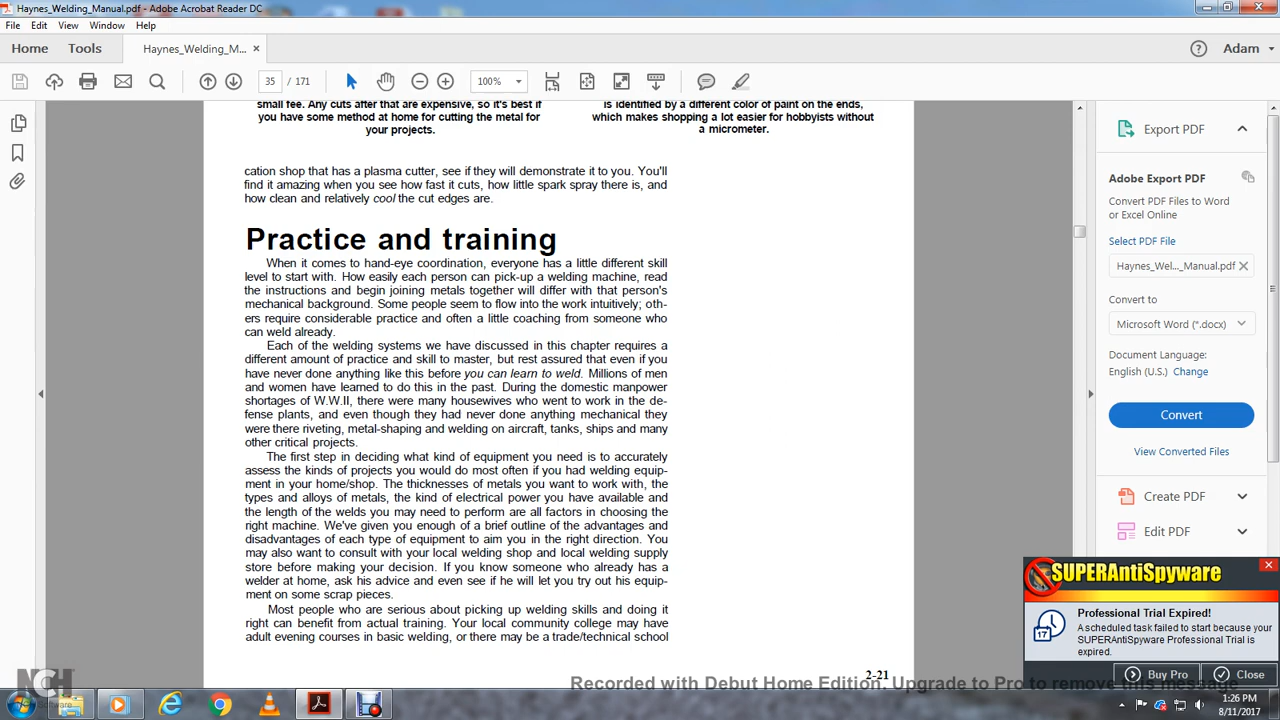 Haynes_Welding_Manual.pdf - Adobe Acrobat Reader DC
File Edit View Window Help
Home Tools Haynes_Welding_M... × Adam
35 / 171 100%
small fee. Any cuts after that are expensive, so it's best if
you have some method at home for cutting the metal for
your projects.
is identified by a different color of paint on the ends,
which makes shopping a lot easier for hobbyists without
a micrometer.
cation shop that has a plasma cutter, see if they will demonstrate it to you. You'll
find it amazing when you see how fast it cuts, how little spark spray there is, and
how clean and relatively cool the cut edges are.
Practice and training
When it comes to hand-eye coordination, everyone has a little different skill
level to start with. How easily each person can pick-up a welding machine, read
the instructions and begin joining metals together will differ with that person's
mechanical background. Some people seem to flow into the work intuitively; oth-
ers require considerable practice and often a little coaching from someone who
can weld already.
Each of the welding systems we have discussed in this chapter requires a
different amount of practice and skill to master, but rest assured that even if you
have never done anything like this before you can learn to weld. Millions of men
and women have learned to do this in the past. During the domestic manpower
shortages of W.W.II, there were many housewives who went to work in the de-
fense plants, and even though they had never done anything mechanical they
were there riveting, metal-shaping and welding on aircraft, tanks, ships and many
other critical projects.
The first step in deciding what kind of equipment you need is to accurately
assess the kinds of projects you would do most often if you had welding equip-
ment in your home/shop. The thicknesses of metals you want to work with, the
types and alloys of metals, the kind of electrical power you have available and
the length of the welds you may need to perform are all factors in choosing the
right machine. We've given you enough of a brief outline of the advantages and
disadvantages of each type of equipment to aim you in the right direction. You
may also want to consult with your local welding shop and local welding supply
store before making your decision. If you know someone who already has a
welder at home, ask his advice and even see if he will let you try out his equip-
ment on some scrap pieces.
Most people who are serious about picking up welding skills and doing it
right can benefit from actual training. Your local community college may have
adult evening courses in basic welding, or there may be a trade/technical school
2-21
Export PDF
Adobe Export PDF
Convert PDF Files to Word
or Excel Online
Select PDF File
Haynes_Wel..._Manual.pdf ×
Convert to
Microsoft Word (*.docx)
Document Language:
English (U.S.) Change
Convert
View Converted Files
Create PDF
Edit PDF
SUPERAntiSpyware
Professional Trial Expired!
A scheduled task failed to start because your
SUPERAntiSpyware Professional Trial is
expired.
17
Buy Pro Close
NCH
Software
Recorded with Debut Home Edition. Upgrade to Pro to remove this message
1:26 PM
8/11/2017